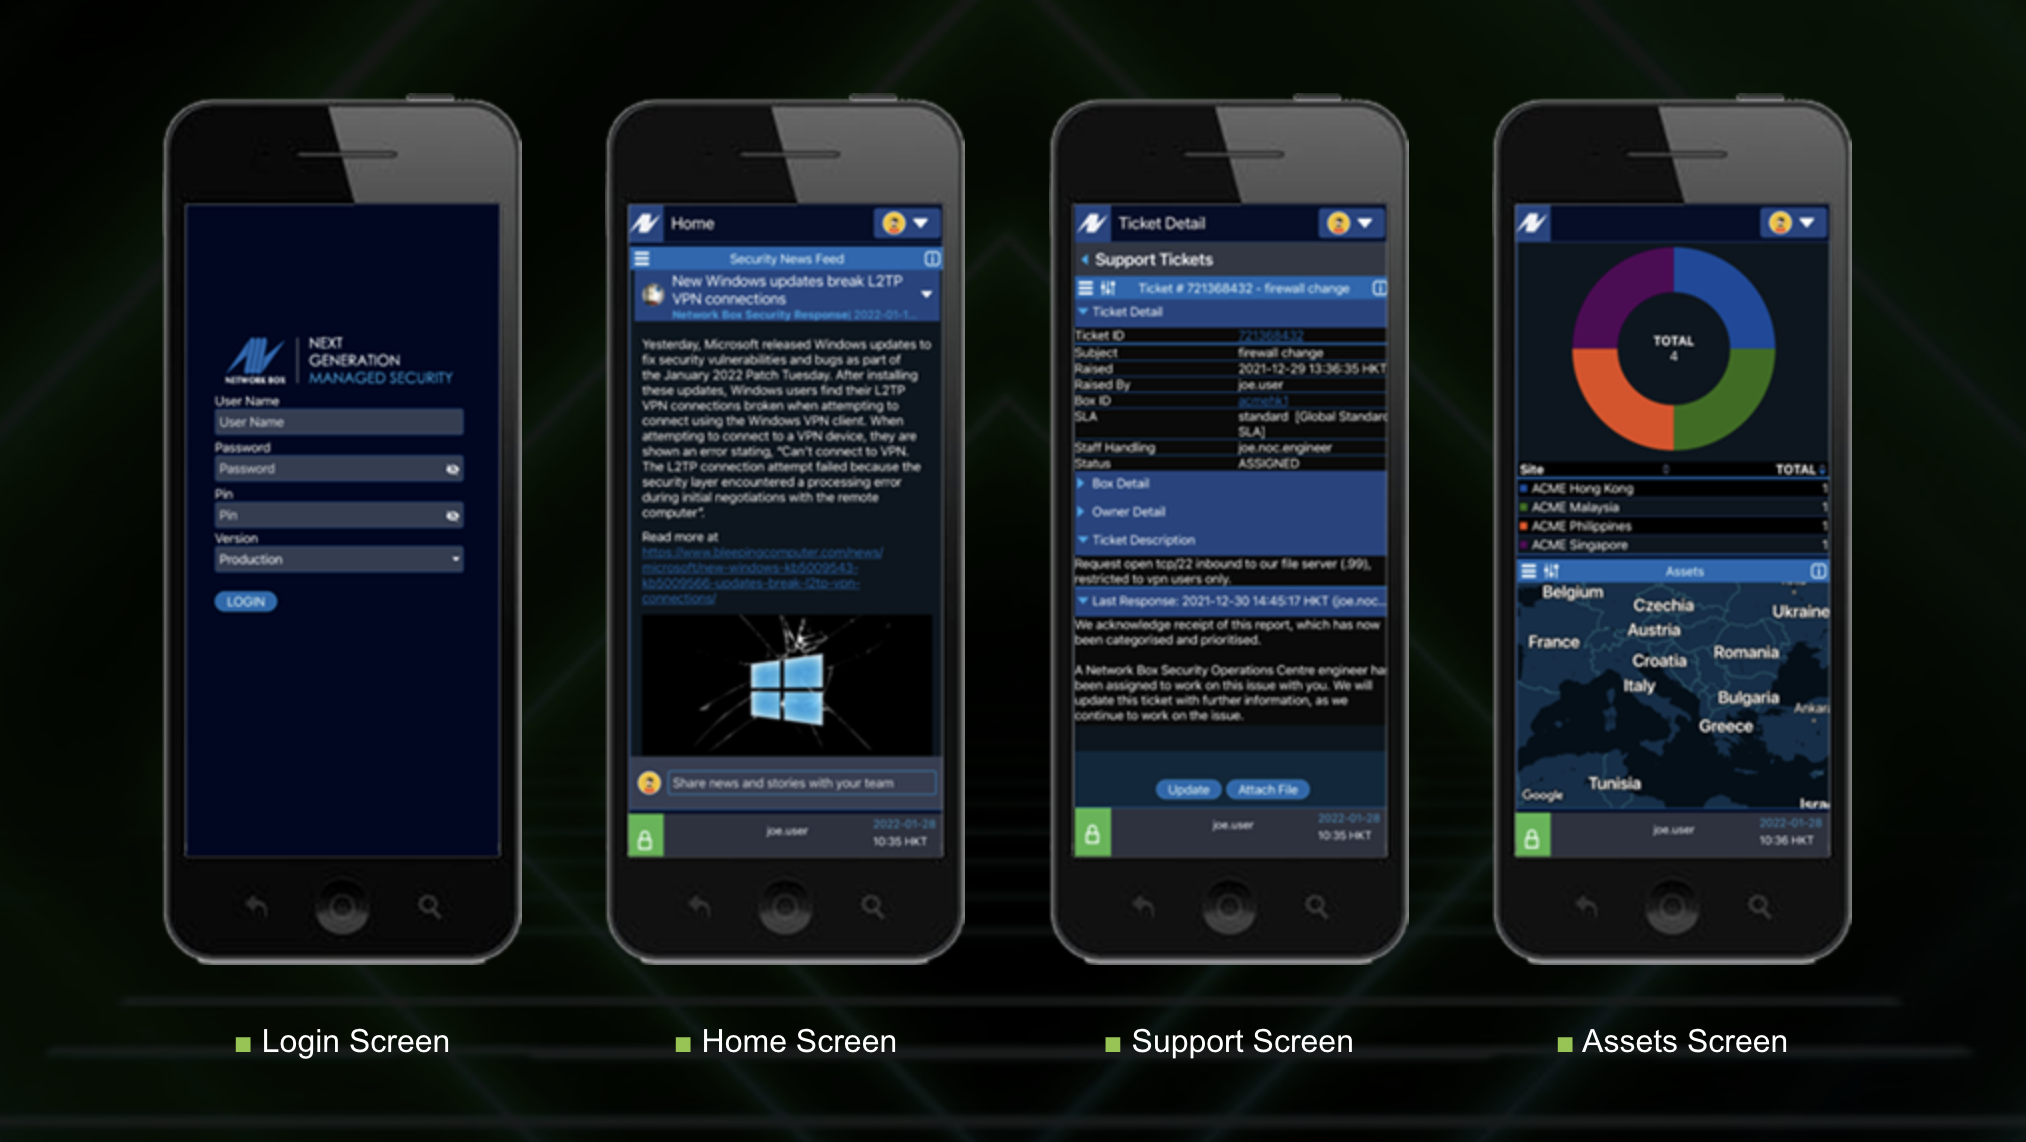 NETWORK BOX
NEXT
GENERATION
MANAGED SECURITY
User Name
User Name
Password
Password
Pin
Pin
Version
Production
LOGIN
Home
Security News Feed
New Windows updates break L2TP
VPN connections
Network Box Security Response| 2022-01-1...
Yesterday, Microsoft released Windows updates to
fix security vulnerabilities and bugs as part of
the January 2022 Patch Tuesday. After installing
these updates, Windows users find their L2TP
VPN connections broken when attempting to
connect using the Windows VPN client. When
attempting to connect to a VPN device, they are
shown an error stating, "Can't connect to VPN.
The L2TP connection attempt failed because the
security layer encountered a processing error
during initial negotiations with the remote
computer".
Read more at
https://www.bleepingcomputer.com/news/
microsoft/new-windows-kb5009543-
kb5009566-updates-break-l2tp-vpn-
connections/
Share news and stories with your team
joe.user
2022-01-28
10:35 HKT
Ticket Detail
Support Tickets
Ticket # 721368432 - firewall change
Ticket Detail
Ticket ID 721368432
Subject firewall change
Raised 2021-12-29 13:36:35 HKT
Raised By joe.user
Box ID acmehk1
SLA standard [Global Standard
SLA]
Staff Handling joe.noc.engineer
Status ASSIGNED
Box Detail
Owner Detail
Ticket Description
Request open tcp/22 inbound to our file server (.99),
restricted to vpn users only.
Last Response: 2021-12-30 14:45:17 HKT (joe.noc...
We acknowledge receipt of this report, which has now
been categorised and prioritised.
A Network Box Security Operations Centre engineer has
been assigned to work on this issue with you. We will
update this ticket with further information, as we
continue to work on the issue.
Update Attach File
joe.user
2022-01-28
10:35 HKT
TOTAL
4
Site TOTAL
ACME Hong Kong 1
ACME Malaysia 1
ACME Philippines 1
ACME Singapore 1
Assets
Belgium
Czechia
Ukraine
Austria
France
Romania
Croatia
Italy
Bulgaria
Ankara
Greece
Tunisia
Google
Isra
joe.user
2022-01-28
10:36 HKT
Login Screen
Home Screen
Support Screen
Assets Screen